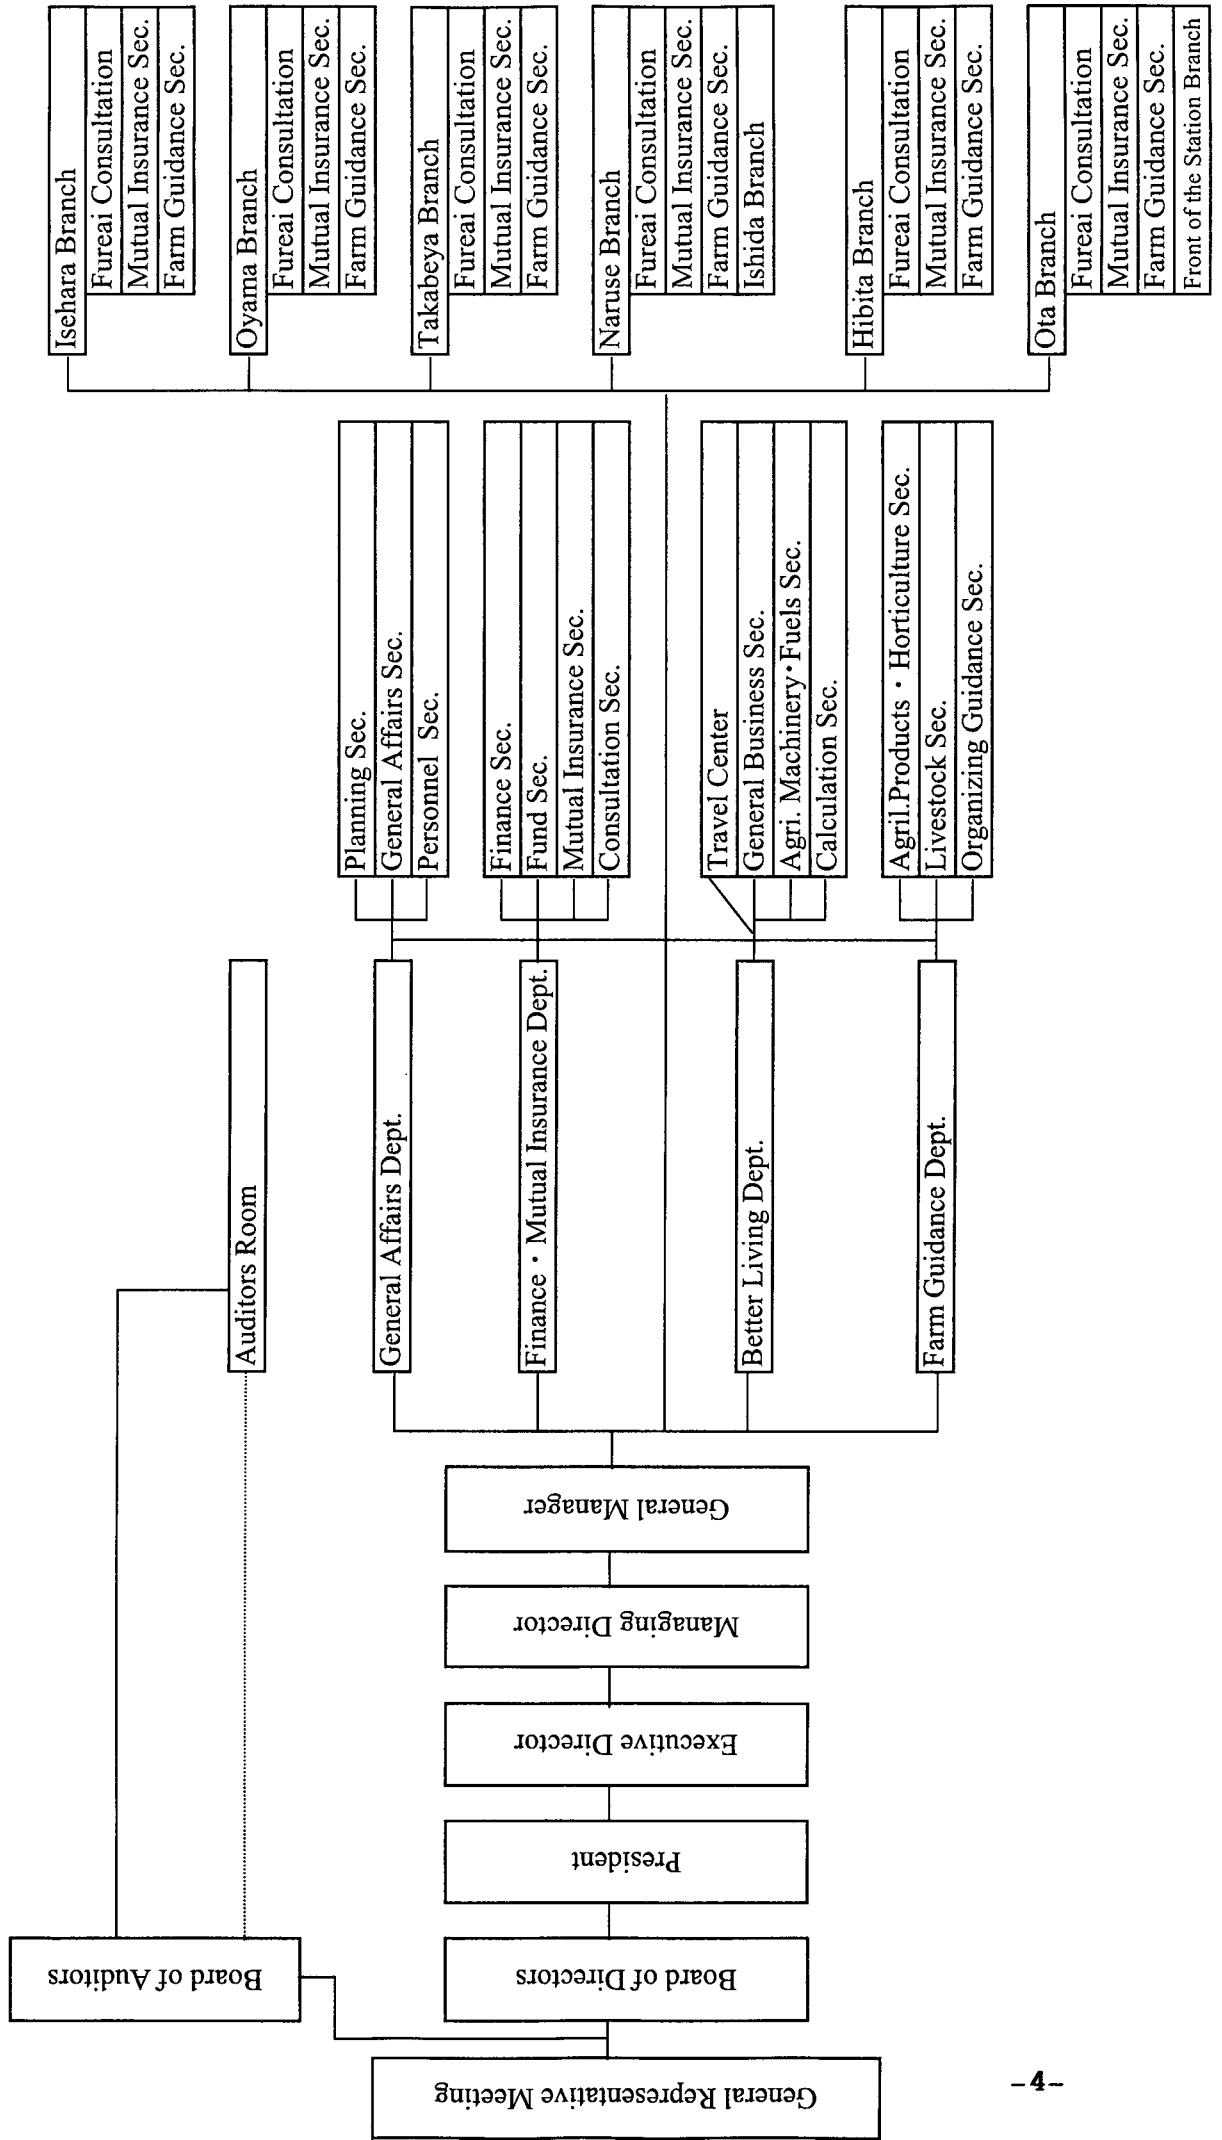 General Representative Meeting
Board of Auditors
Board of Directors
President
Executive Director
Managing Director
General Manager
Auditors Room
General Affairs Dept.
Finance・Mutual Insurance Dept.
Better Living Dept.
Farm Guidance Dept.
Planning Sec.
General Affairs Sec.
Personnel Sec.
Finance Sec.
Fund Sec.
Mutual Insurance Sec.
Consultation Sec.
Travel Center
General Business Sec.
Agri. Machinery・Fuels Sec.
Calculation Sec.
Agril.Products・Horticulture Sec.
Livestock Sec.
Organizing Guidance Sec.
Isehara Branch
Fureai Consultation
Mutual Insurance Sec.
Farm Guidance Sec.
Oyama Branch
Fureai Consultation
Mutual Insurance Sec.
Farm Guidance Sec.
Takabeya Branch
Fureai Consultation
Mutual Insurance Sec.
Farm Guidance Sec.
Naruse Branch
Fureai Consultation
Mutual Insurance Sec.
Farm Guidance Sec.
Ishida Branch
Hibita Branch
Fureai Consultation
Mutual Insurance Sec.
Farm Guidance Sec.
Ota Branch
Fureai Consultation
Mutual Insurance Sec.
Farm Guidance Sec.
Front of the Station Branch
-4-